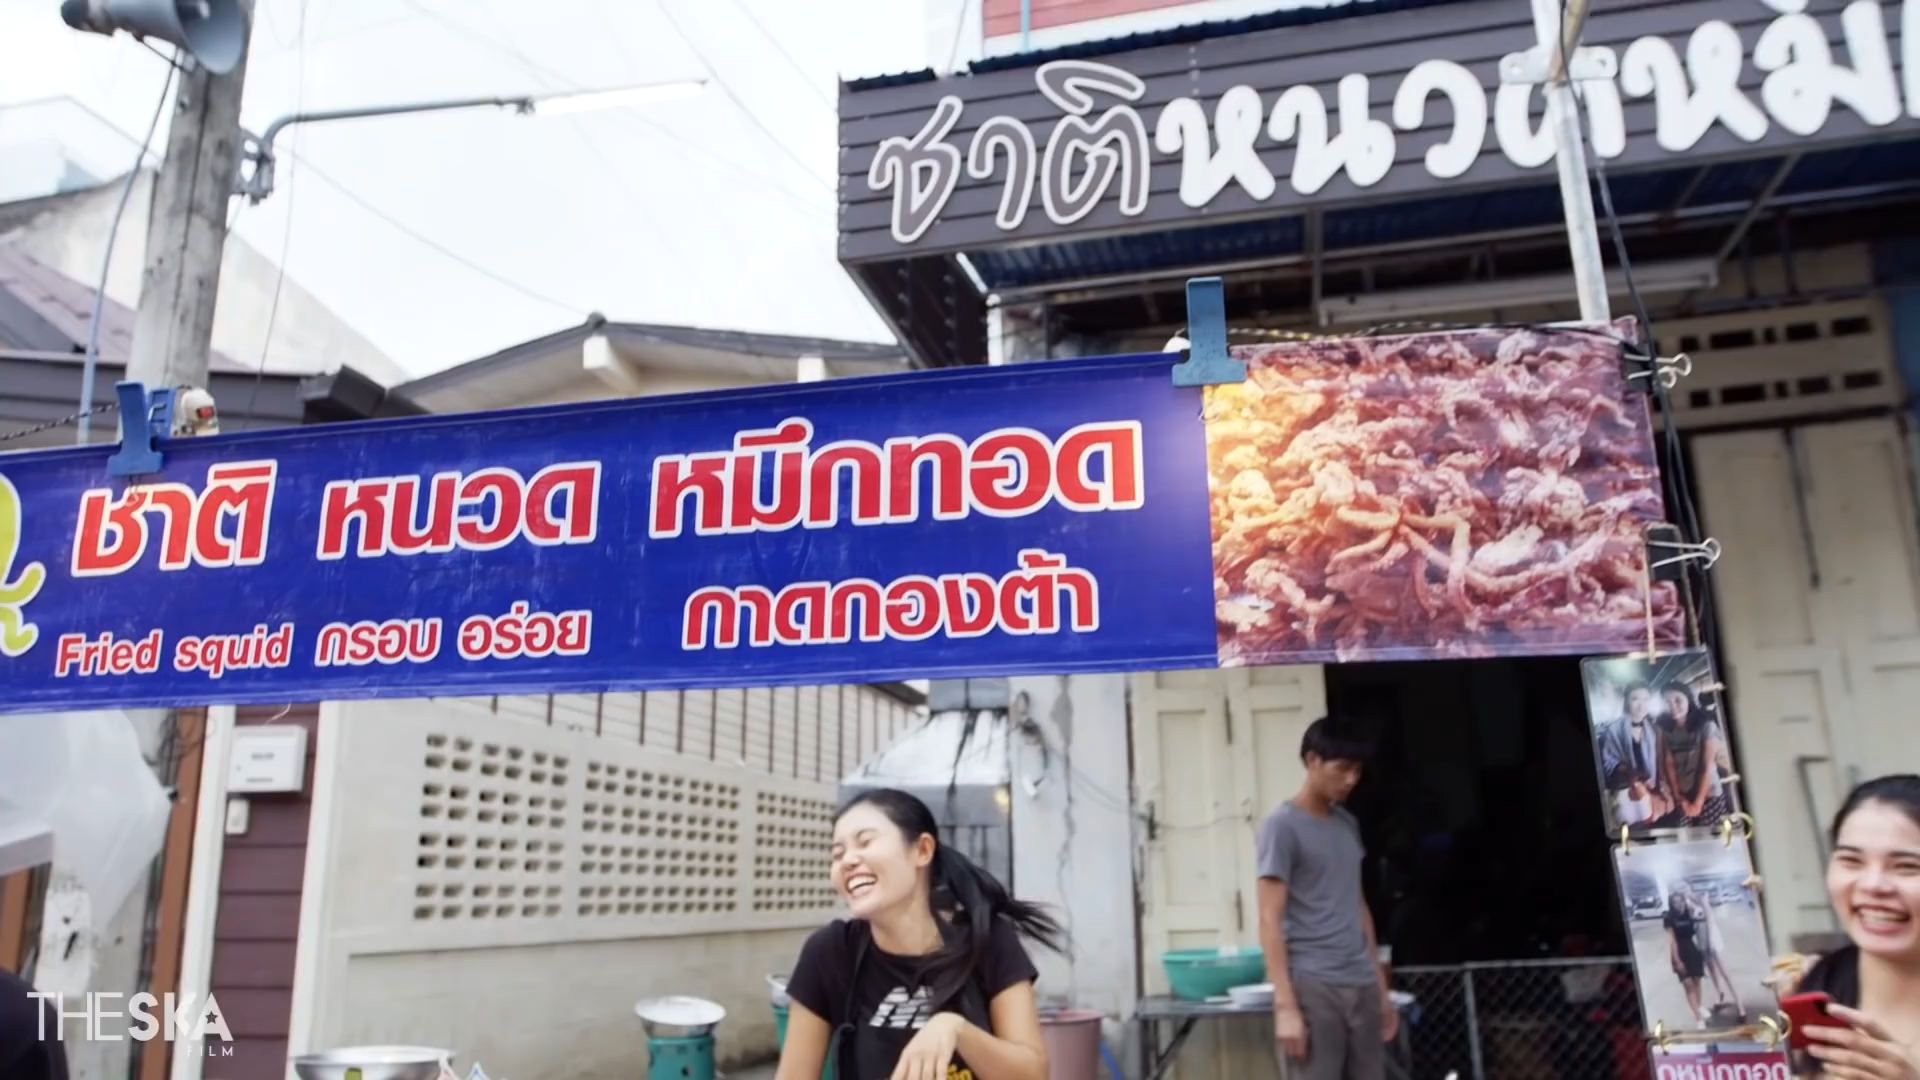 ชาติหนวดหมึ
ชาติ หนวด หมึกทอด
Fried squid กรอบ อร่อย กาดกองต้า
THESKA
FILM